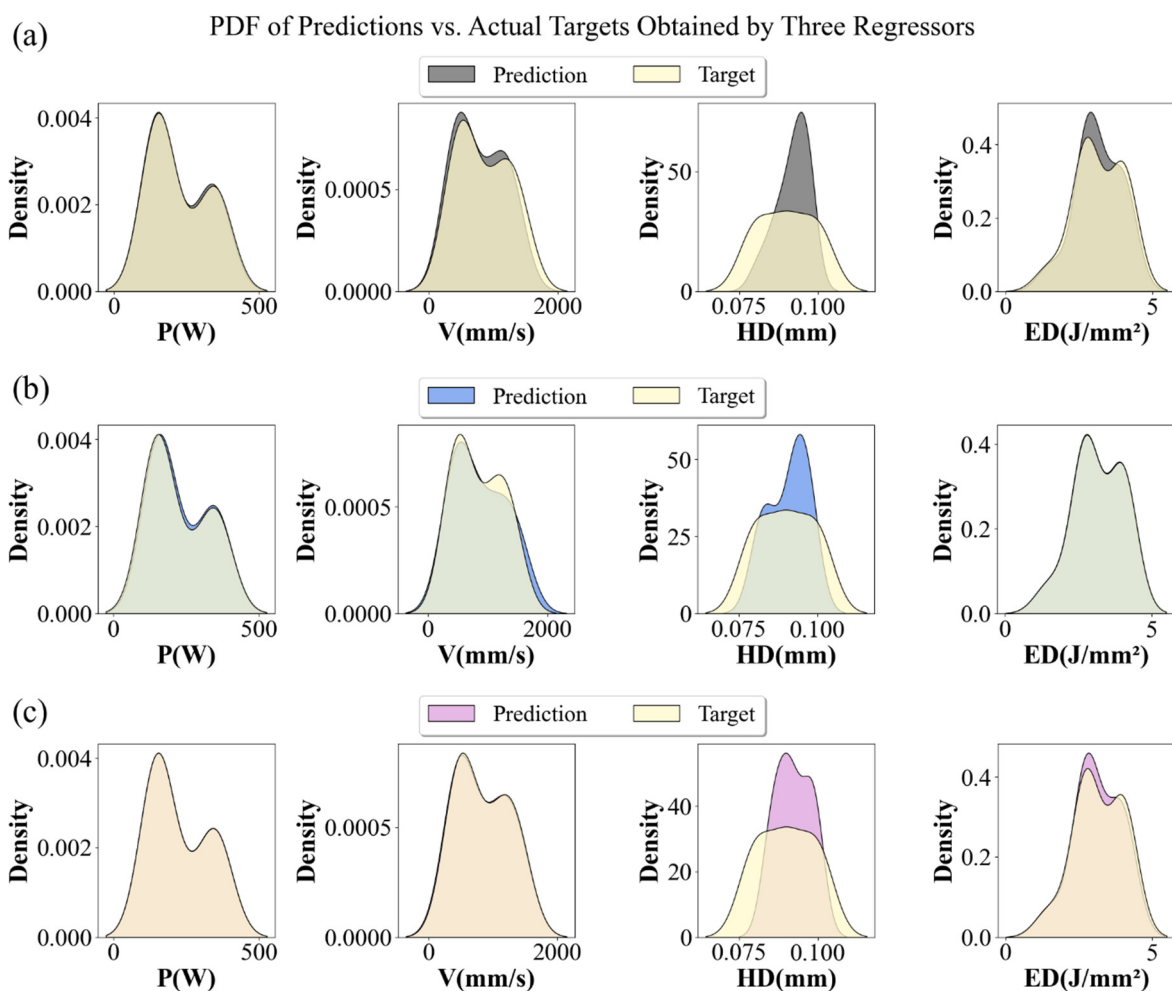 PDF of Predictions vs. Actual Targets Obtained by Three Regressors
(a)
Prediction Target
0.004
0.002
0.000
Density
0 500
P(W)
0.0005
0.0000
Density
0 2000
V(mm/s)
50
0
Density
0.075 0.100
HD(mm)
0.4
0.2
0.0
Density
0 5
ED(J/mm²)
(b)
Prediction Target
0.004
0.002
0.000
Density
0 500
P(W)
0.0005
0.0000
Density
0 2000
V(mm/s)
50
25
0
Density
0.075 0.100
HD(mm)
0.4
0.2
0.0
Density
0 5
ED(J/mm²)
(c)
Prediction Target
0.004
0.002
0.000
Density
0 500
P(W)
0.0005
0.0000
Density
0 2000
V(mm/s)
40
20
0
Density
0.075 0.100
HD(mm)
0.4
0.2
0.0
Density
0 5
ED(J/mm²)